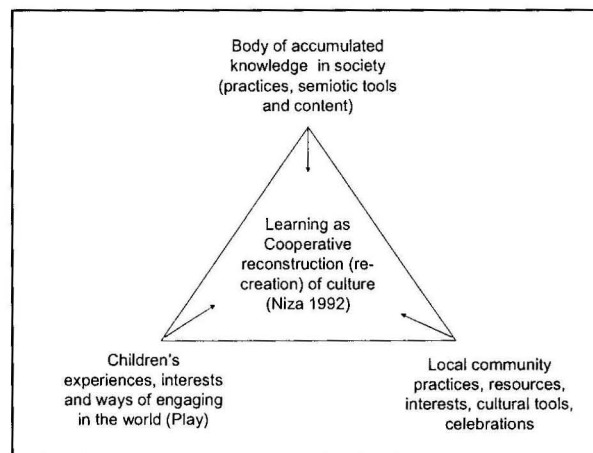 Body of accumulated
knowledge in society
(practices, semiotic tools
and content)
Learning as
Cooperative
reconstruction (re-
creation) of culture
(Niza 1992)
Children's
experiences, interests
and ways of engaging
in the world (Play)
Local community
practices, resources,
interests, cultural tools,
celebrations